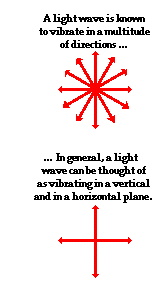 A light wave is known
to vibrate in a multitude
of directions ...
... In general, a light
wave can be thought of
as vibrating in a vertical
and in a horizontal plane.